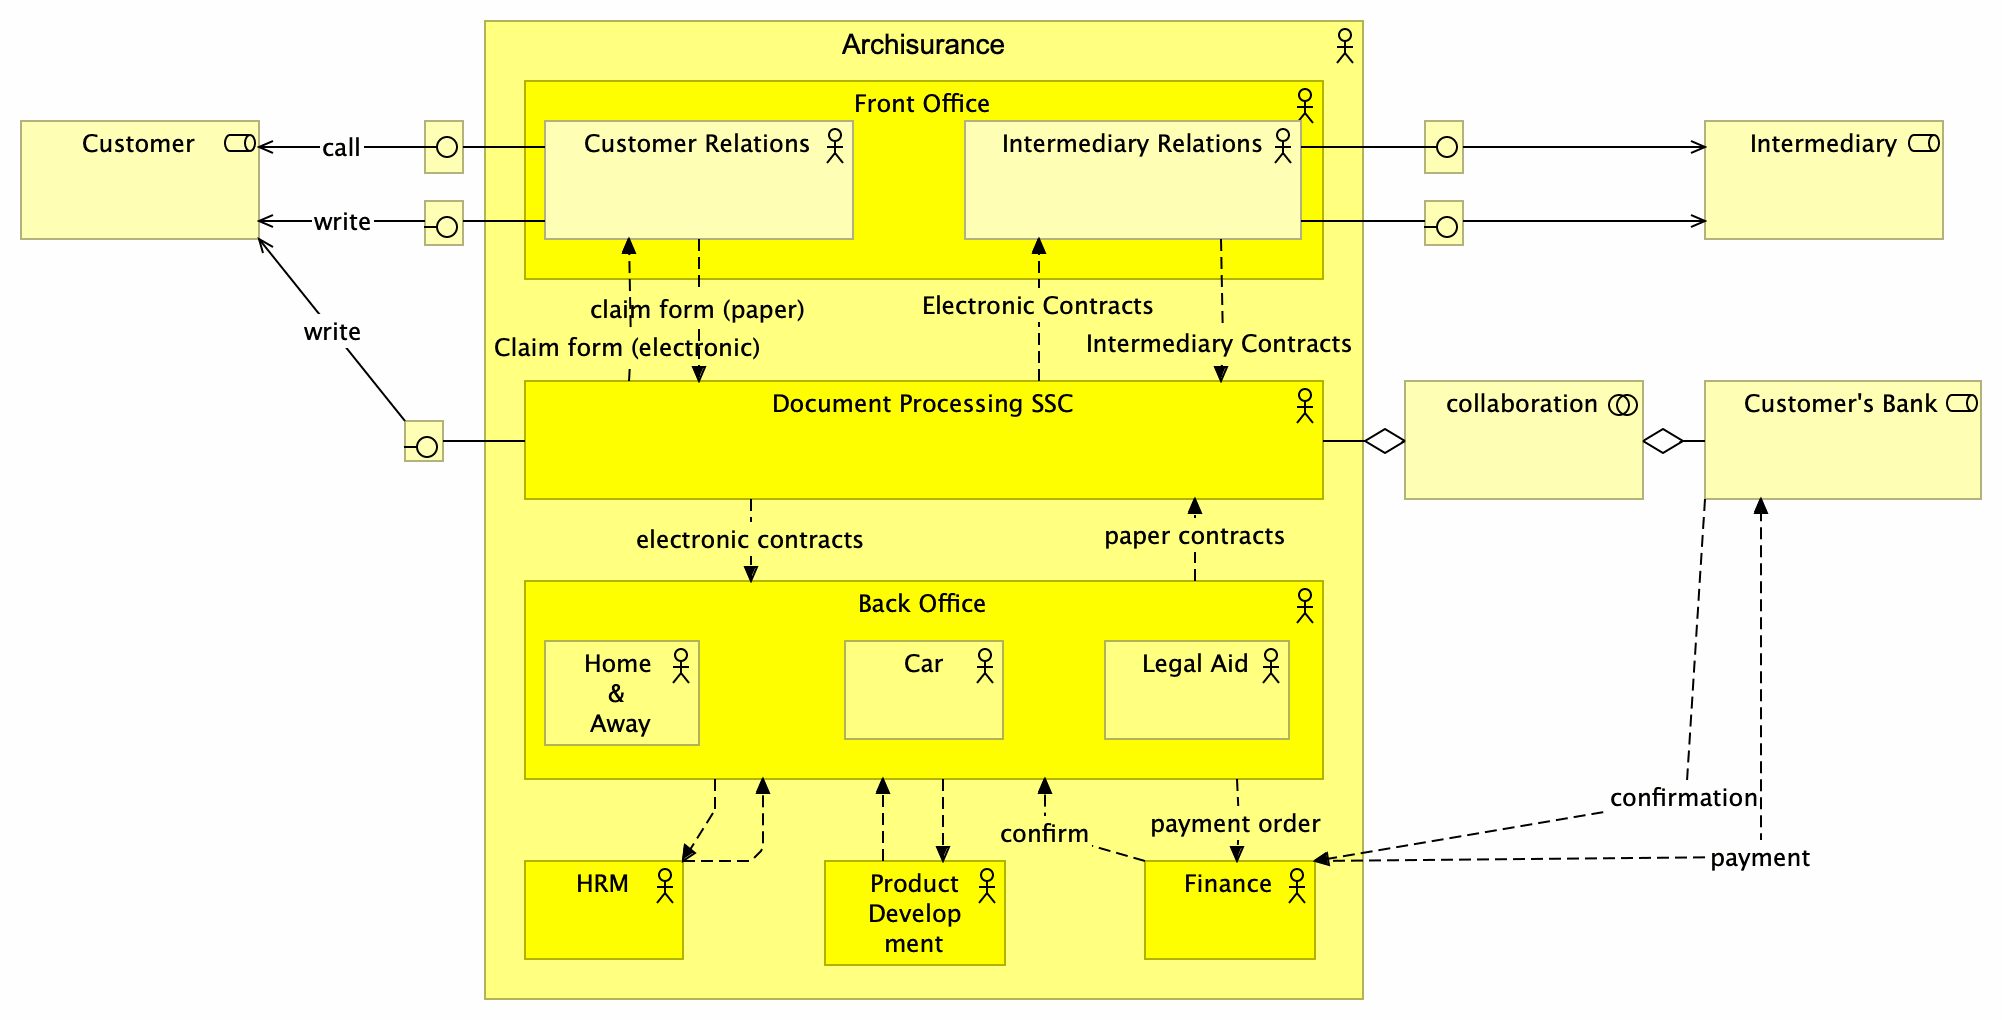 Archisurance
Front Office
Customer
call
Customer Relations
Intermediary Relations
Intermediary
write
claim form (paper)
Electronic Contracts
write
Claim form (electronic)
Intermediary Contracts
Document Processing SSC
collaboration
Customer's Bank
electronic contracts
paper contracts
Back Office
Home
&
Away
Car
Legal Aid
confirmation
confirm
payment order
payment
HRM
Product
Develop
ment
Finance